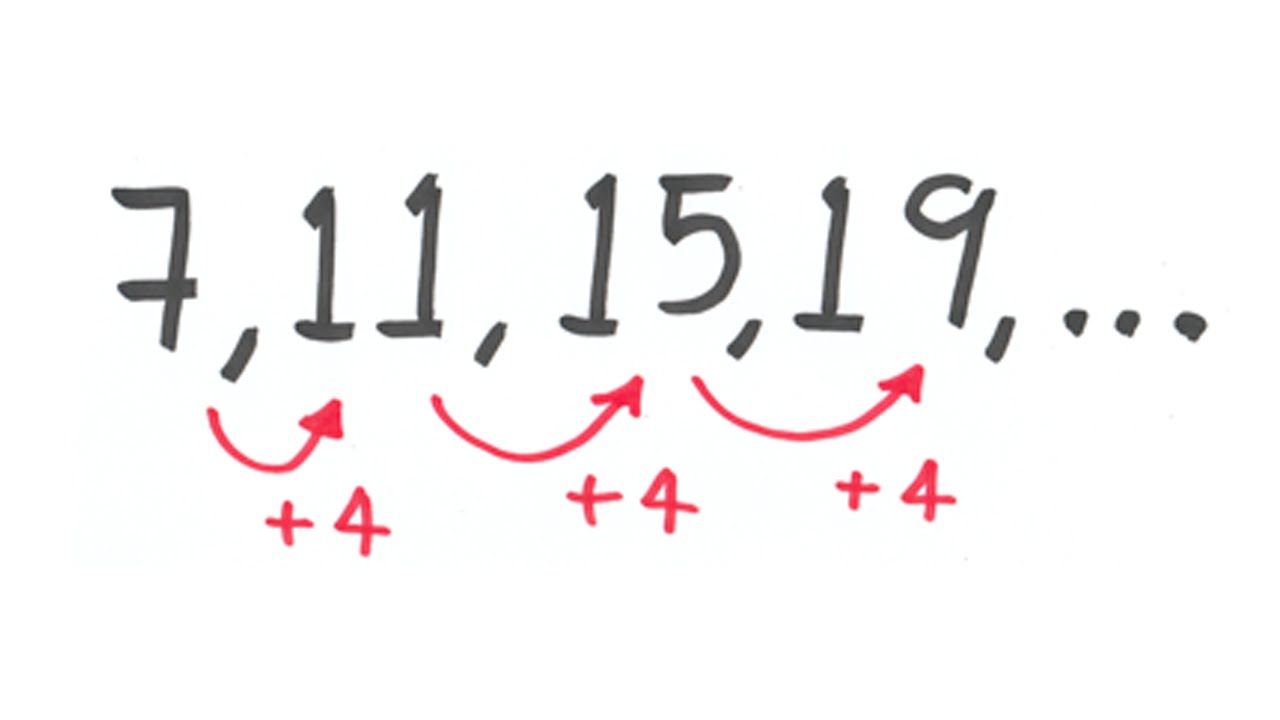 7, 11, 15, 19, ...
+4 +4 +4